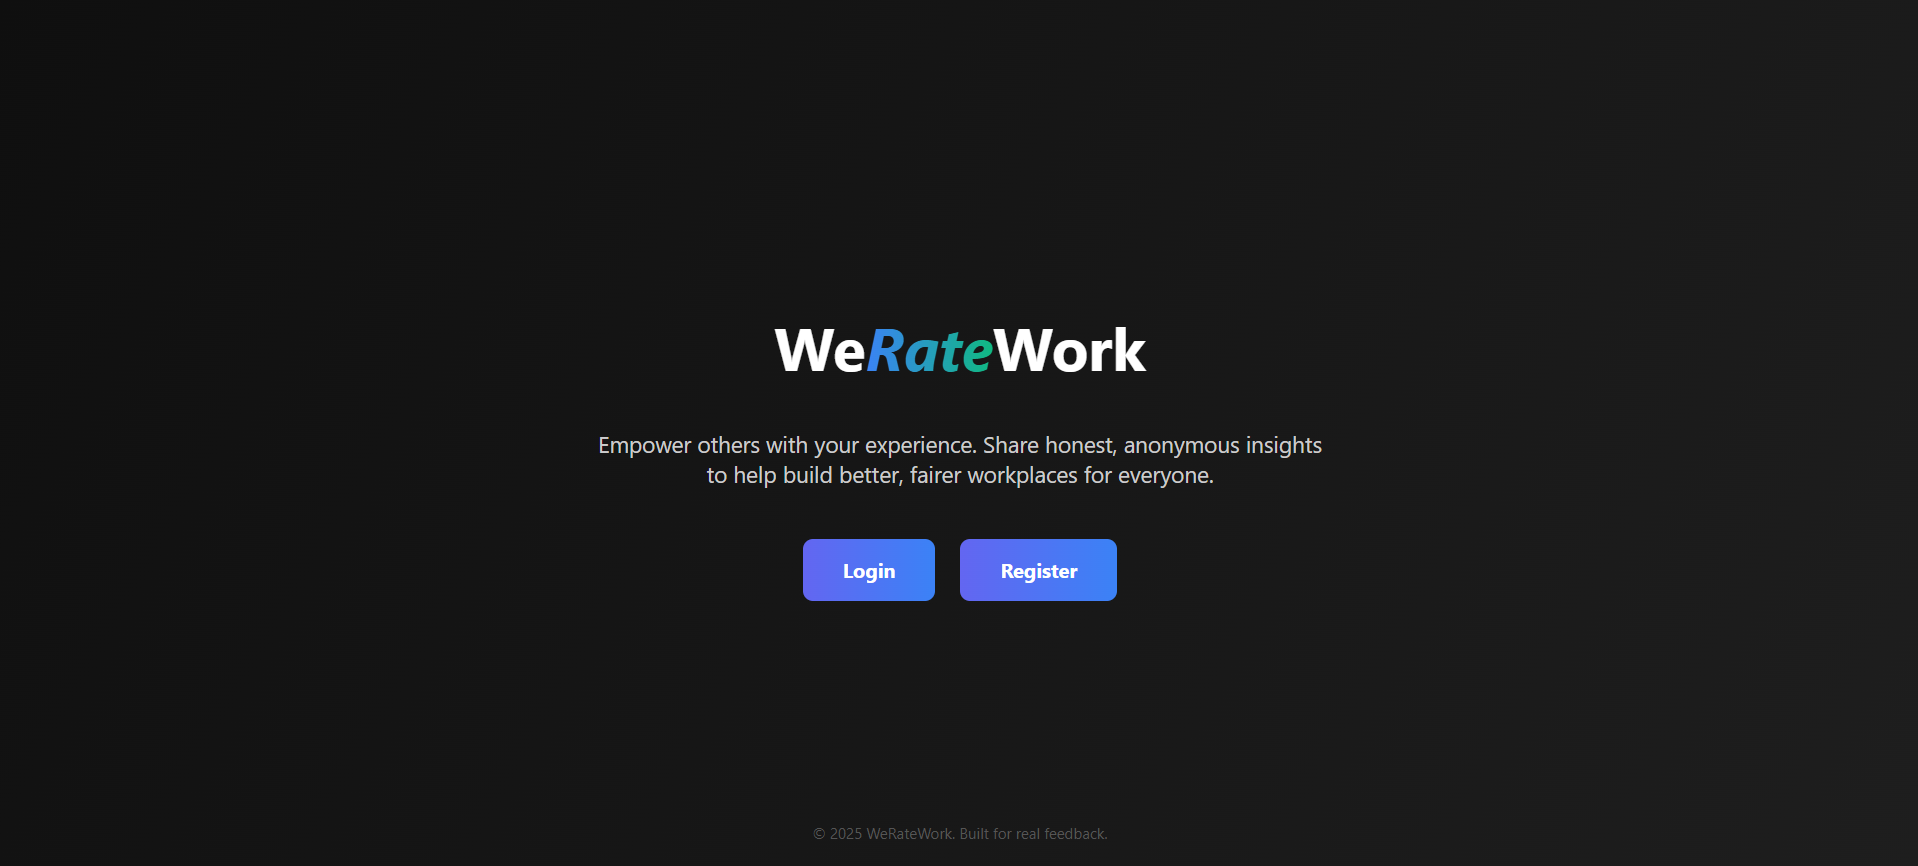 WeRateWork
Empower others with your experience. Share honest, anonymous insights
to help build better, fairer workplaces for everyone.
Login
Register
© 2025 WeRateWork. Built for real feedback.